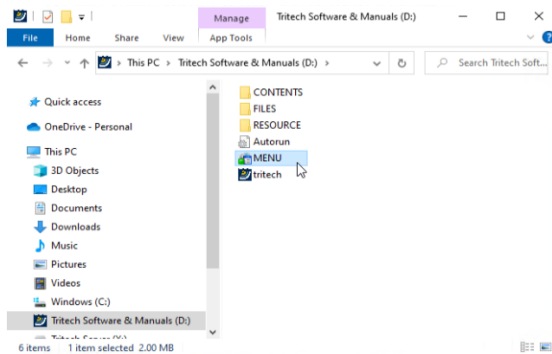 Manage
Tritech Software & Manuals (D:)
File
Home
Share
View
App Tools
This PC
Tritech Software & Manuals (D:)
Search Tritech Soft...
Quick access
OneDrive - Personal
This PC
3D Objects
Desktop
Documents
Downloads
Music
Pictures
Videos
Windows (C:)
Tritech Software & Manuals (D:)
CONTENTS
FILES
RESOURCE
Autorun
MENU
tritech
6 items
1 item selected 2.00 MB